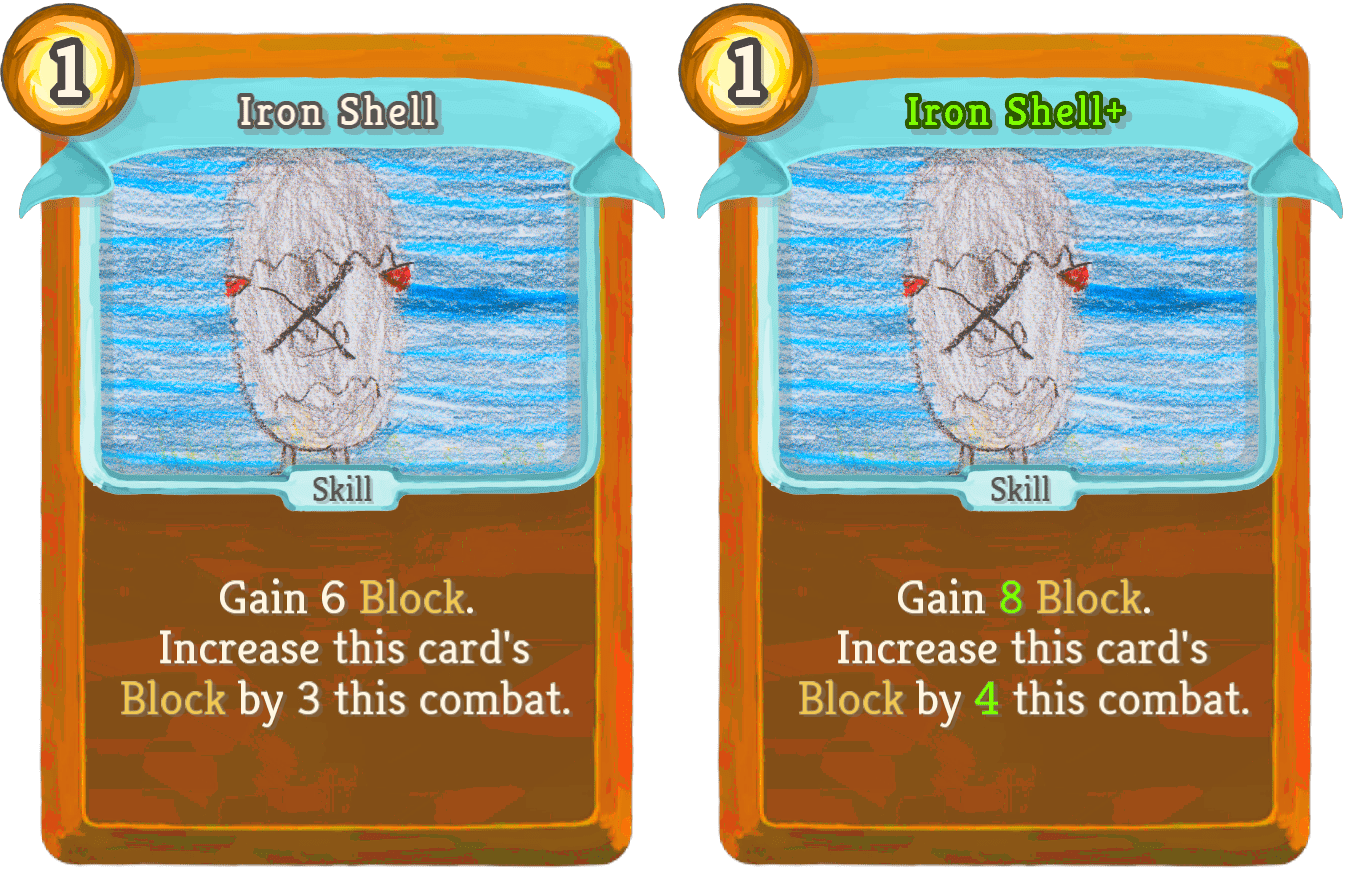 1
Iron Shell
Skill
Gain 6 Block.
Increase this card's
Block by 3 this combat.
1
Iron Shell+
Skill
Gain 8 Block.
Increase this card's
Block by 4 this combat.